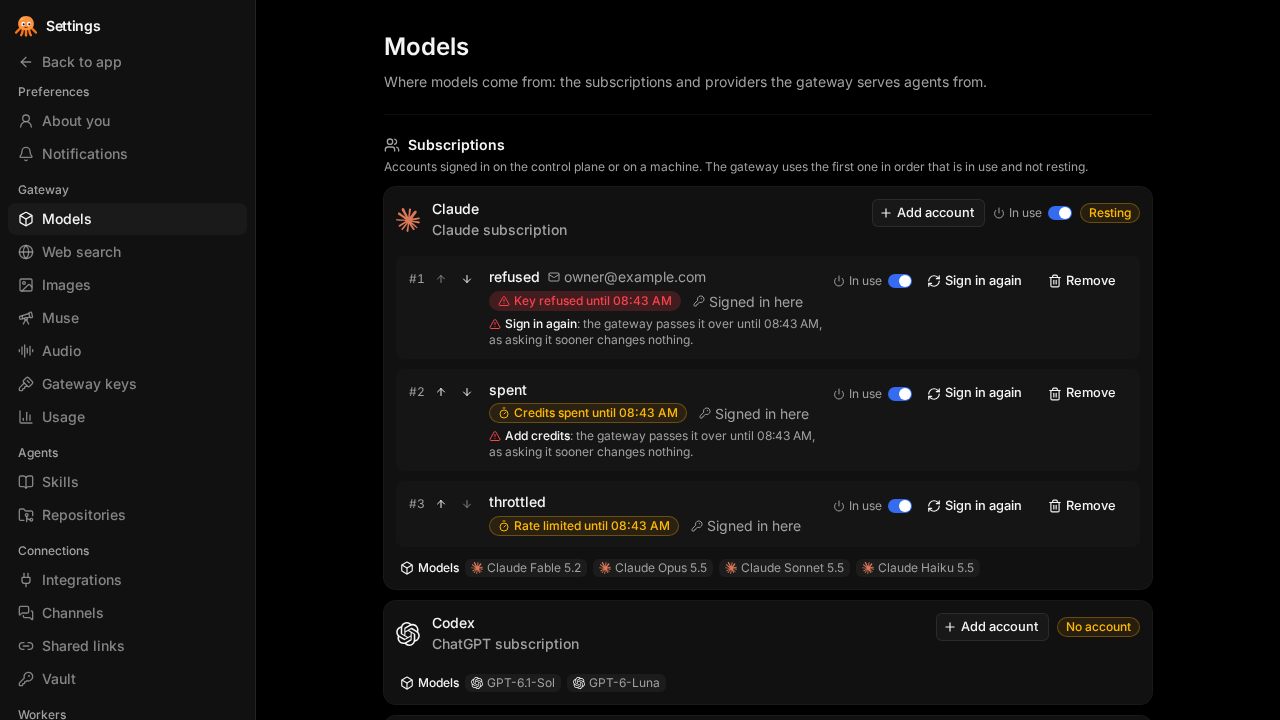 Settings
Back to app
Preferences
About you
Notifications
Gateway
Models
Web search
Images
Muse
Audio
Gateway keys
Usage
Agents
Skills
Repositories
Connections
Integrations
Channels
Shared links
Vault
Workers
Models
Where models come from: the subscriptions and providers the gateway serves agents from.
Subscriptions
Accounts signed in on the control plane or on a machine. The gateway uses the first one in order that is in use and not resting.
Claude
Claude subscription
Add account
In use
Resting
#1
refused
owner@example.com
Key refused until 08:43 AM
Signed in here
Sign in again: the gateway passes it over until 08:43 AM,
as asking it sooner changes nothing.
In use
Sign in again
Remove
#2
spent
Credits spent until 08:43 AM
Signed in here
Add credits: the gateway passes it over until 08:43 AM,
as asking it sooner changes nothing.
In use
Sign in again
Remove
#3
throttled
Rate limited until 08:43 AM
Signed in here
In use
Sign in again
Remove
Models
Claude Fable 5.2
Claude Opus 5.5
Claude Sonnet 5.5
Claude Haiku 5.5
Codex
ChatGPT subscription
Add account
No account
Models
GPT-6.1-Sol
GPT-6-Luna